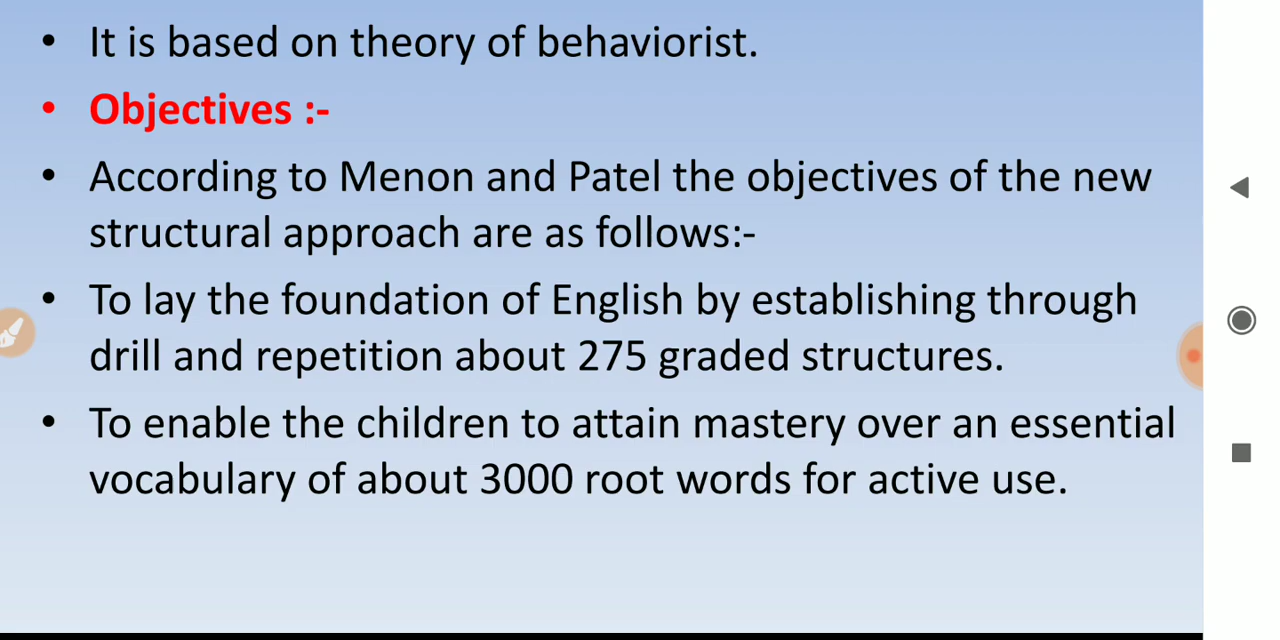 • It is based on theory of behaviorist.
• Objectives :-
• According to Menon and Patel the objectives of the new
structural approach are as follows:-
• To lay the foundation of English by establishing through
drill and repetition about 275 graded structures.
• To enable the children to attain mastery over an essential
vocabulary of about 3000 root words for active use.